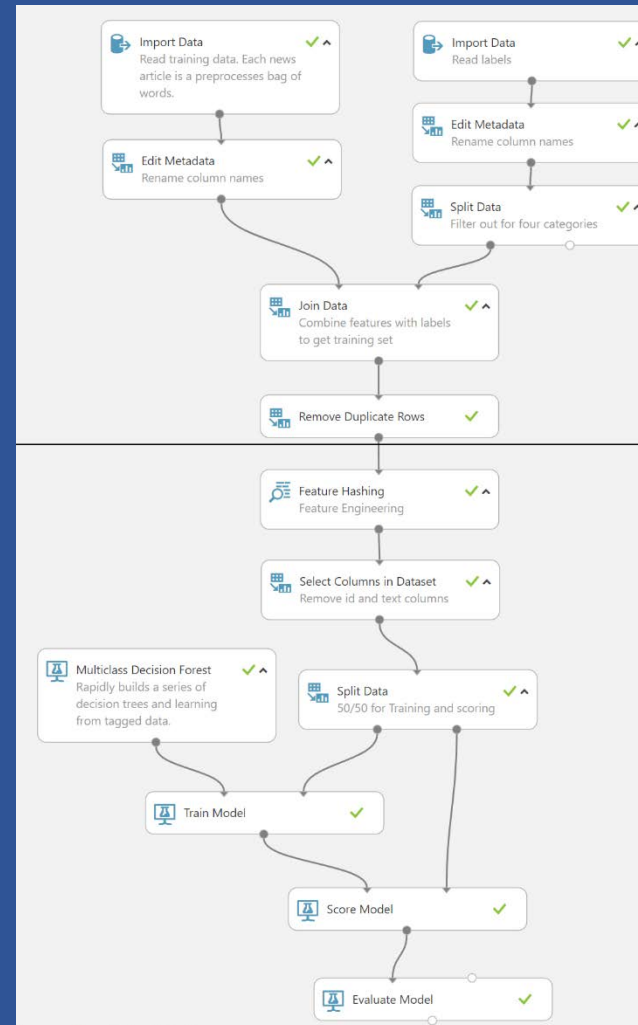 Import Data
Read training data. Each news
article is a preprocesses bag of
words.
Import Data
Read labels
Edit Metadata
Rename column names
Edit Metadata
Rename column names
Split Data
Filter out for four categories
Join Data
Combine features with labels
to get training set
Remove Duplicate Rows
Feature Hashing
Feature Engineering
Select Columns in Dataset
Remove id and text columns
Multiclass Decision Forest
Rapidly builds a series of
decision trees and learning
from tagged data.
Split Data
50/50 for Training and scoring
Train Model
Score Model
Evaluate Model